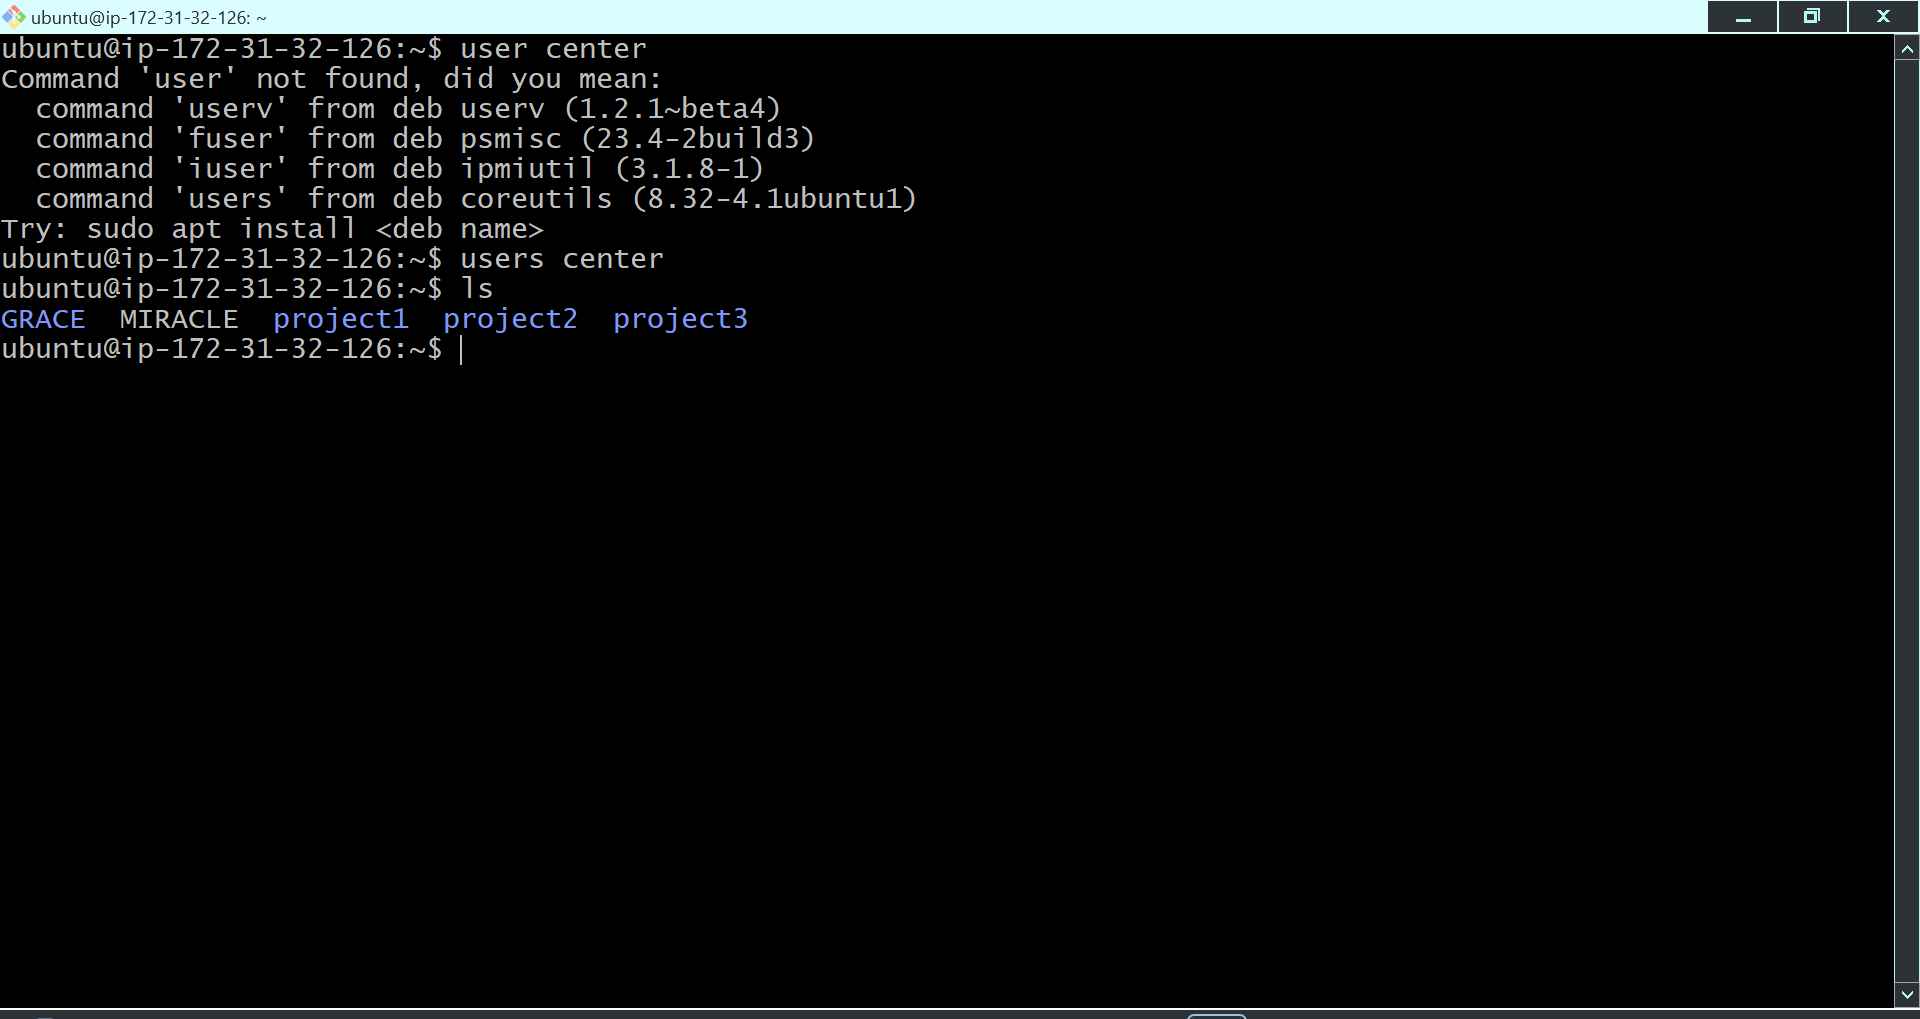 ubuntu@ip-172-31-32-126: ~
ubuntu@ip-172-31-32-126:~$ user center
Command 'user' not found, did you mean:
  command 'userv' from deb userv (1.2.1~beta4)
  command 'fuser' from deb psmisc (23.4-2build3)
  command 'iuser' from deb ipmiutil (3.1.8-1)
  command 'users' from deb coreutils (8.32-4.1ubuntu1)
Try: sudo apt install <deb name>
ubuntu@ip-172-31-32-126:~$ users center
ubuntu@ip-172-31-32-126:~$ ls
GRACE  MIRACLE  project1  project2  project3
ubuntu@ip-172-31-32-126:~$